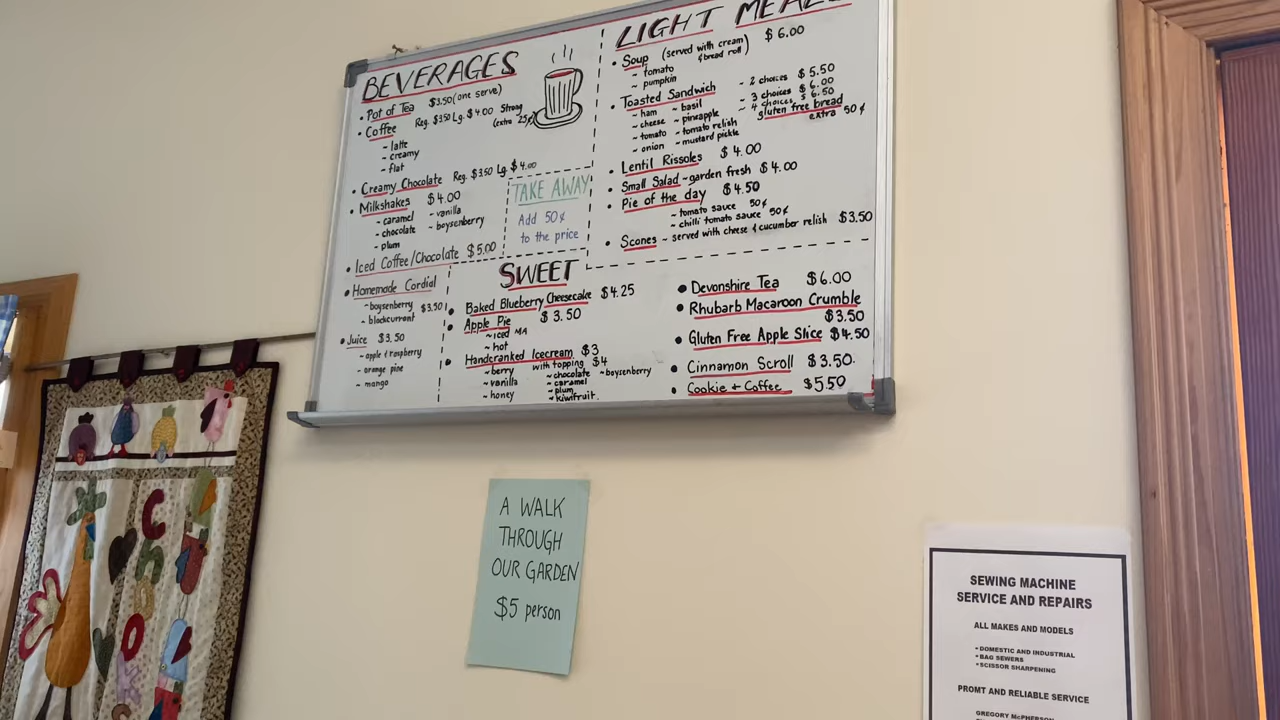 BEVERAGES
• Pot of Tea $3.50 (one serve)
• Coffee Reg. $3.50 Lg. $4.00 Strong (extra 25¢)
~ latte
~ creamy
~ flat
• Creamy Chocolate Reg. $3.50 Lg. $4.00
• Milkshakes $4.00
~ caramel ~ vanilla
~ chocolate ~ boysenberry
~ plum
• Iced Coffee/Chocolate $5.00
• Homemade Cordial
~ boysenberry $3.50
~ blackcurrant
• Juice $3.50
~ apple & raspberry
~ orange pine
~ mango
TAKE AWAY
Add 50¢
to the price
LIGHT MEALS
• Soup (served with cream & bread roll) $6.00
~ tomato
~ pumpkin
• Toasted Sandwich ~ 2 choices $5.50
~ 3 choices $6.00
~ 4 choices $6.50
~ ham ~ basil
~ cheese ~ pineapple
~ tomato ~ tomato relish
~ onion ~ mustard pickle
gluten free bread
extra 50¢
• Lentil Rissoles $4.00
• Small Salad ~ garden fresh $4.00
• Pie of the day $4.50
~ tomato sauce 50¢
~ chilli tomato sauce 50¢
• Scones ~ served with cheese & cucumber relish $3.50
SWEET
• Baked Blueberry Cheesecake $4.25
• Apple Pie $3.50
~ iced
~ hot
• Handcranked Icecream $3
with topping $4
~ berry ~ chocolate ~ boysenberry
~ vanilla ~ caramel
~ honey ~ plum
~ kiwifruit.
• Devonshire Tea $6.00
• Rhubarb Macaroon Crumble
$3.50
• Gluten Free Apple Slice $4.50
• Cinnamon Scroll $3.50.
• Cookie + Coffee $5.50
A WALK
THROUGH
OUR GARDEN
$5 person
SEWING MACHINE
SERVICE AND REPAIRS
ALL MAKES AND MODELS
•DOMESTIC AND INDUSTRIAL
•BAG SEWERS
•SCISSOR SHARPENING
PROMT AND RELIABLE SERVICE
GREGORY McPHERSON